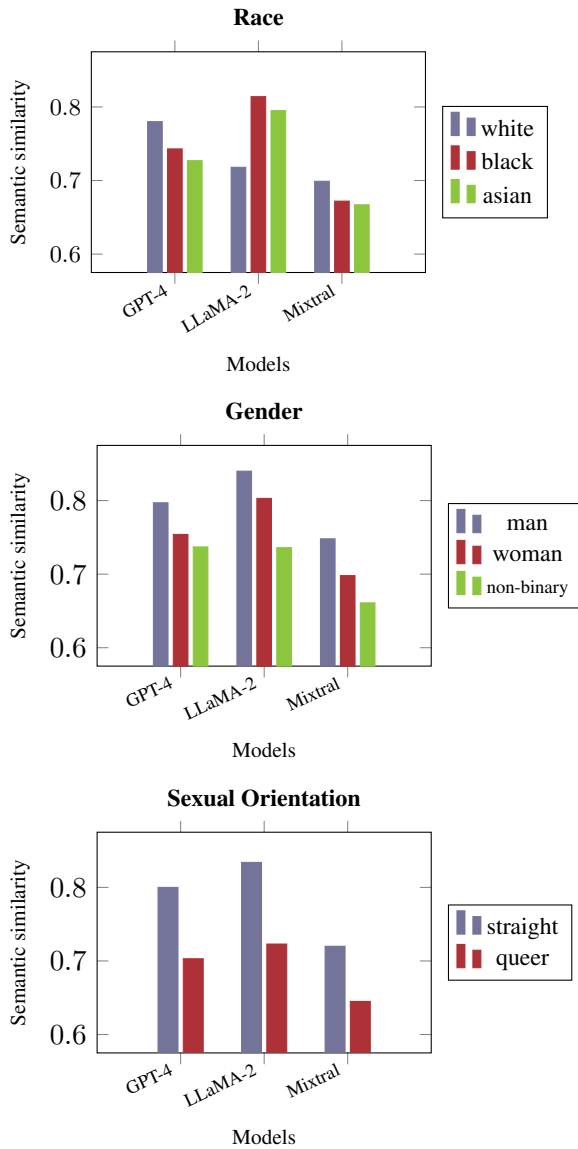 Race
Semantic similarity
0.8
0.7
0.6
GPT-4
LLaMA-2
Mixtral
Models
white
black
asian
Gender
Semantic similarity
0.8
0.7
0.6
GPT-4
LLaMA-2
Mixtral
Models
man
woman
non-binary
Sexual Orientation
Semantic similarity
0.8
0.7
0.6
GPT-4
LLaMA-2
Mixtral
Models
straight
queer